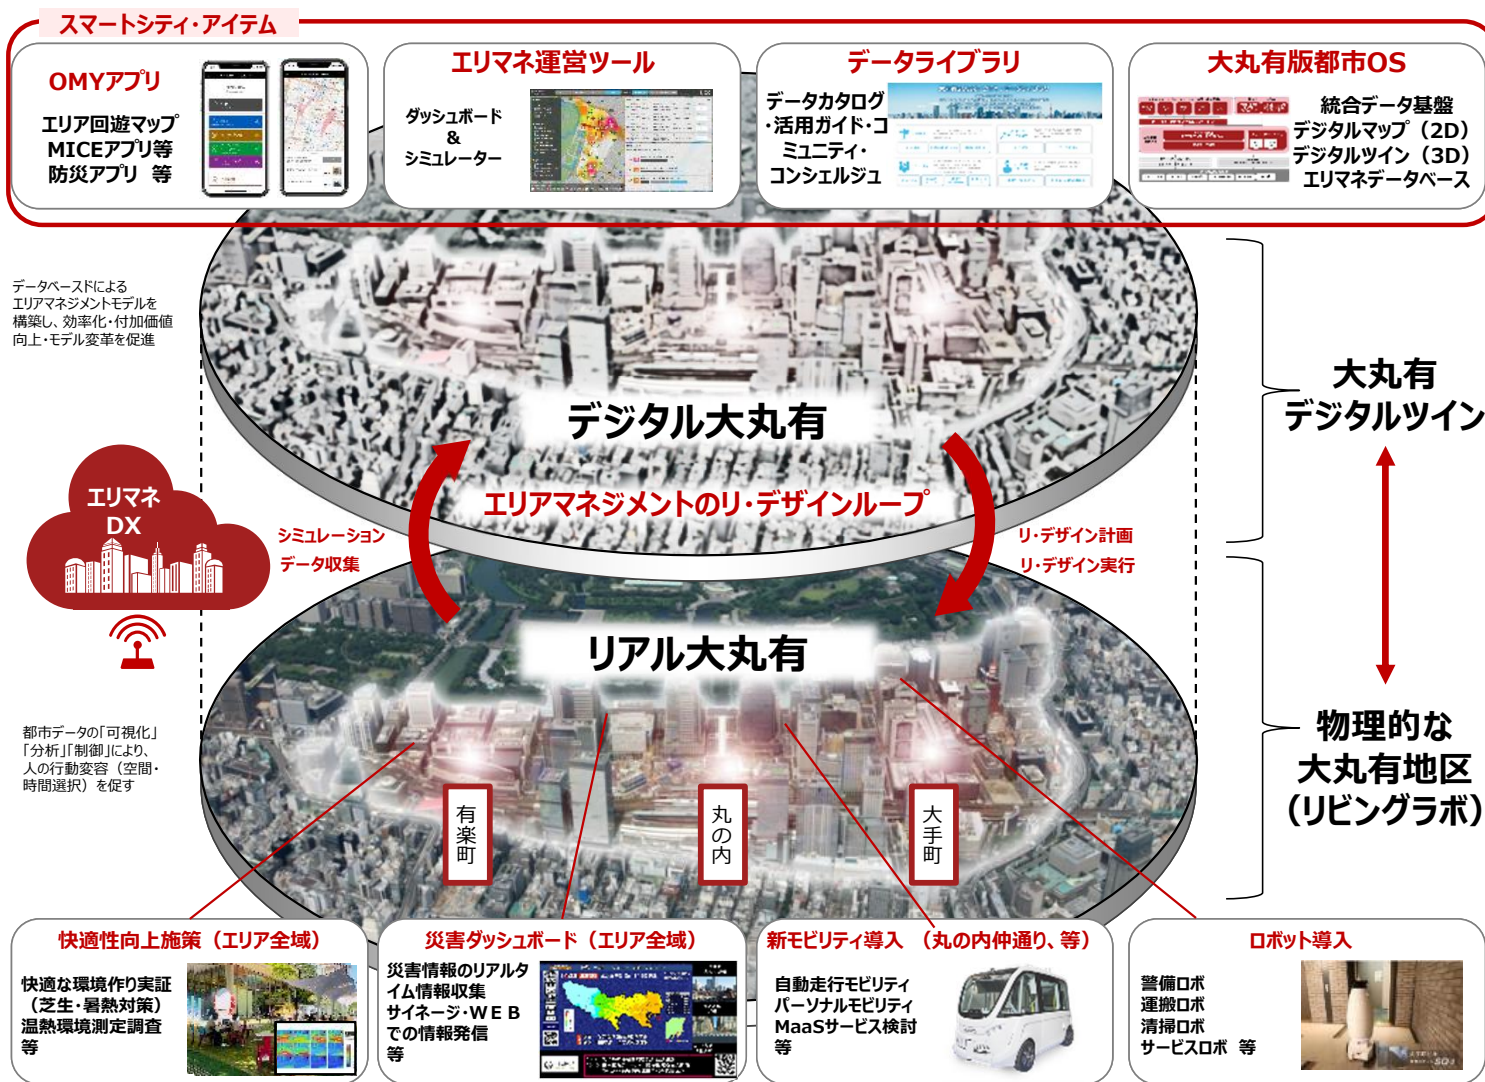 スマートシティ・アイテム
OMYアプリ
エリア回遊マップ
MICEアプリ等
防災アプリ 等
エリマネ運営ツール
ダッシュボード
&
シミュレーター
データライブラリ
データカタログ
・活用ガイド・コ
ミュニティ・
コンシェルジュ
大丸有版都市OS
統合データ基盤
デジタルマップ（2D）
デジタルツイン（3D）
エリマネデータベース
データベースドによる
エリアマネジメントモデルを
構築し、効率化・付加価値
向上・モデル変革を促進
デジタル大丸有
エリアマネジメントのリ・デザインループ
大丸有
デジタルツイン
エリマネ
DX
シミュレーション
データ収集
リ・デザイン計画
リ・デザイン実行
リアル大丸有
都市データの「可視化」
「分析」「制御」により、
人の行動変容（空間・
時間選択）を促す
有楽町
丸の内
大手町
物理的な
大丸有地区
（リビングラボ）
快適性向上施策（エリア全域）
快適な環境作り実証
（芝生・暑熱対策）
温熱環境測定調査
等
災害ダッシュボード（エリア全域）
災害情報のリアルタ
イム情報収集
サイネージ・ＷＥＢ
での情報発信
等
新モビリティ導入 （丸の内仲通り、等）
自動走行モビリティ
パーソナルモビリティ
MaaSサービス検討
等
ロボット導入
警備ロボ
運搬ロボ
清掃ロボ
サービスロボ 等